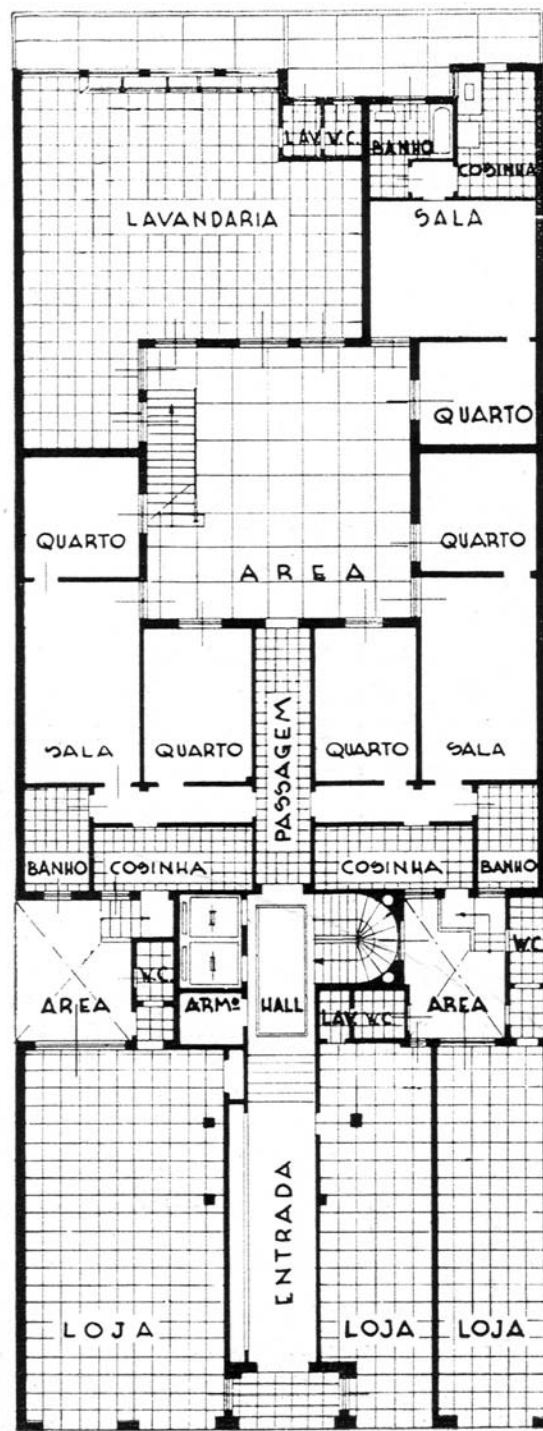 LAV. W.C.
BANHO
COSINHA
LAVANDARIA
SALA
QUARTO
QUARTO
QUARTO
AREA
PASSAGEM
SALA
QUARTO
QUARTO
SALA
BANHO
COSINHA
COSINHA
BANHO
W.C.
W.C.
AREA
ARMº
HALL
AREA
LAV.
W.C.
ENTRADA
LOJA
LOJA
LOJA